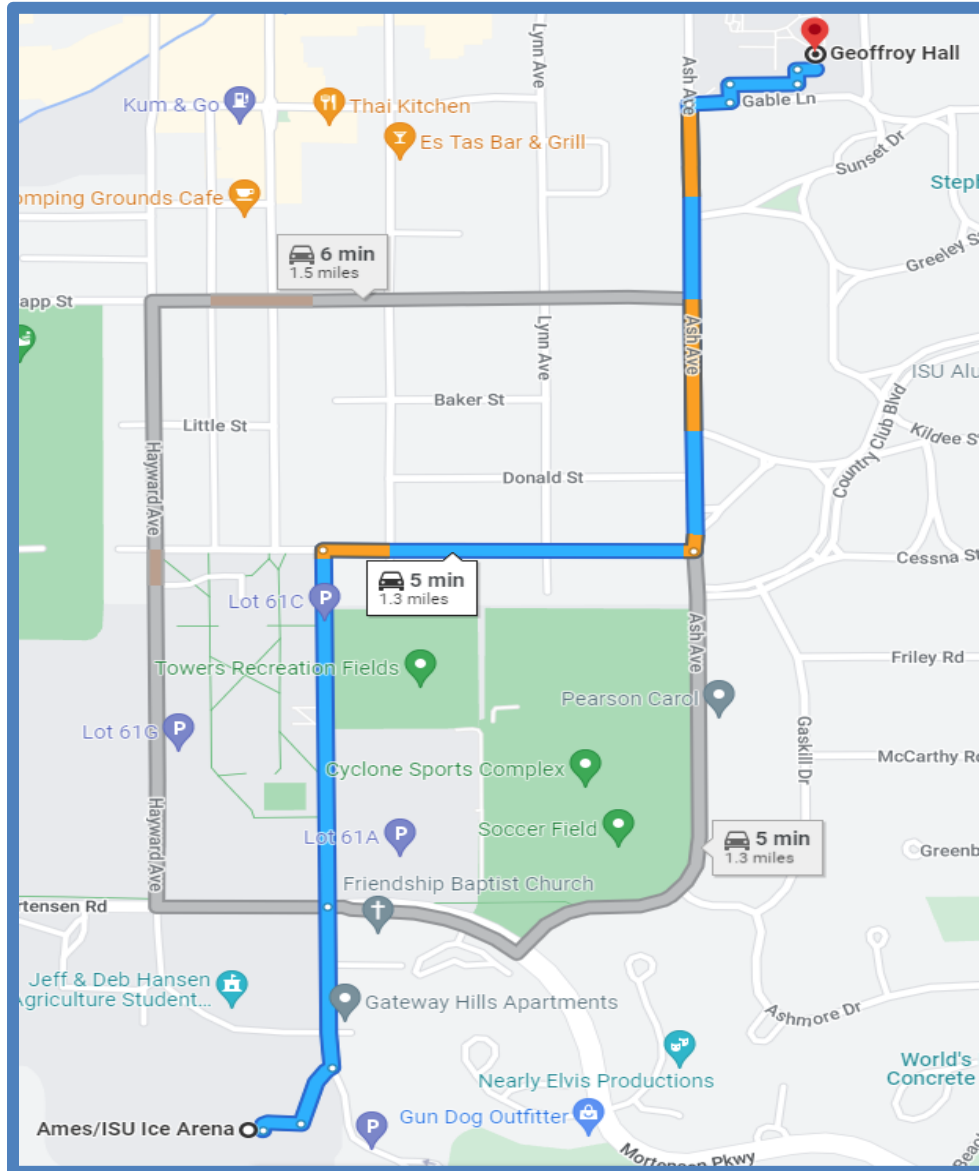 Geoffroy Hall
Lynn Ave
Ash Ave
Gable Ln
Kum & Go
Thai Kitchen
Es Tas Bar & Grill
Sunset Dr
omping Grounds Cafe
Steph
Greeley S
6 min
1.5 miles
app St
Lynn Ave
Ash Ave
ISU Alu
Baker St
Country Club Blvd
Kildee S
Little St
Hayward Ave
Donald St
Cessna St
5 min
1.3 miles
Lot 61C
Ash Ave
Friley Rd
Towers Recreation Fields
Pearson Carol
Lot 61G
Gaskill Dr
McCarthy Rd
Cyclone Sports Complex
Hayward Ave
Soccer Field
Lot 61A
5 min
1.3 miles
Greenb
Friendship Baptist Church
rtensen Rd
Jeff & Deb Hansen
Agriculture Student...
Gateway Hills Apartments
Ashmore Dr
World's
Concrete
Nearly Elvis Productions
Gun Dog Outfitter
Ames/ISU Ice Arena
Mortensen Pkwy
Beac